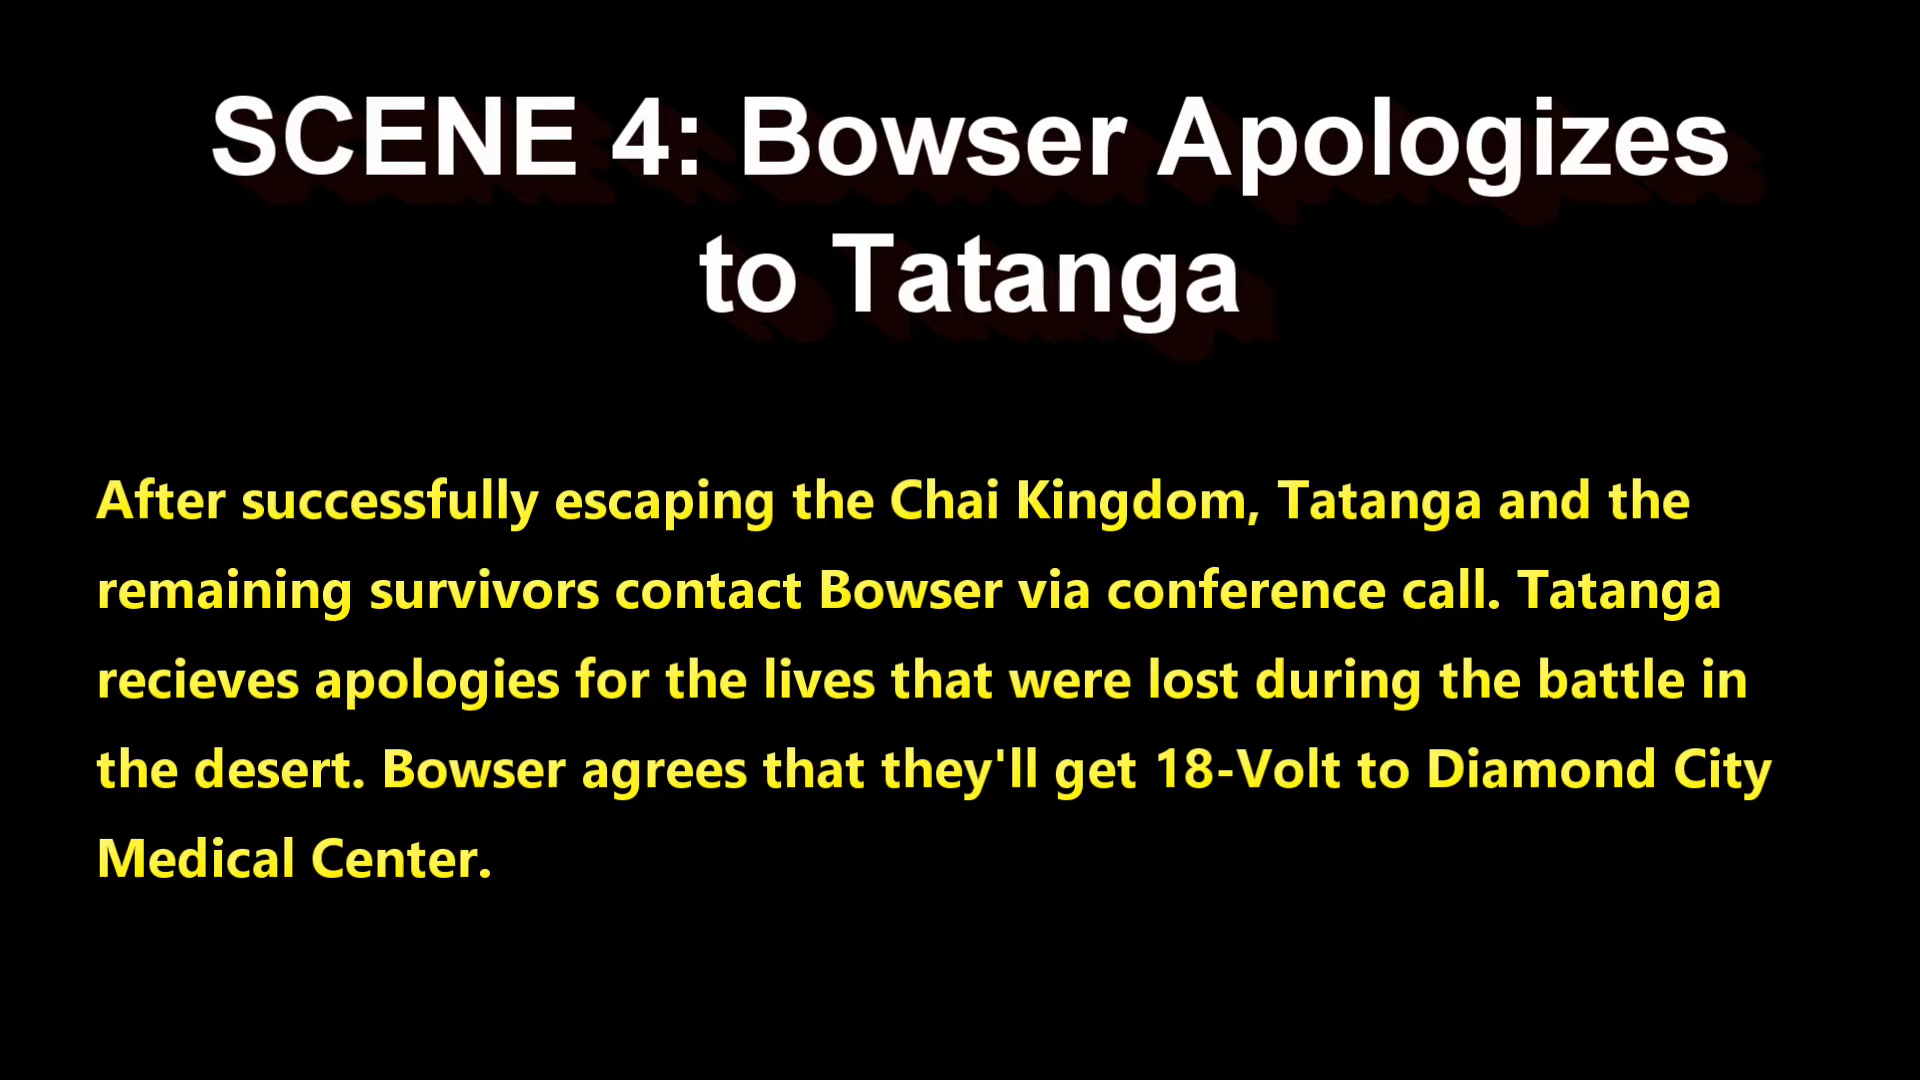 SCENE 4: Bowser Apologizes
to Tatanga
After successfully escaping the Chai Kingdom, Tatanga and the
remaining survivors contact Bowser via conference call. Tatanga
recieves apologies for the lives that were lost during the battle in
the desert. Bowser agrees that they'll get 18-Volt to Diamond City
Medical Center.